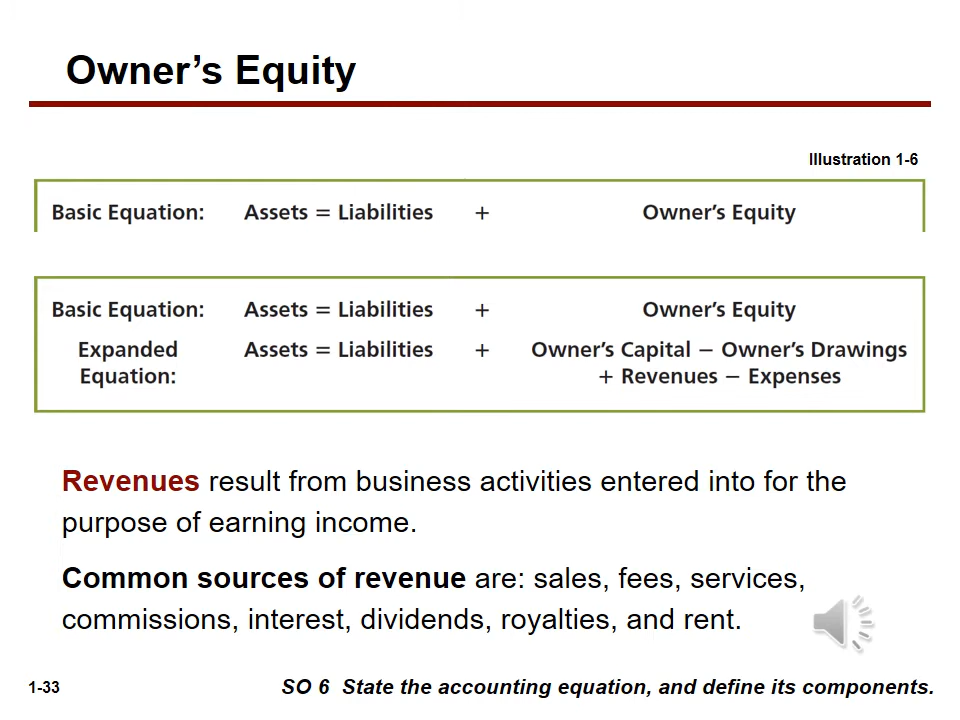 Owner’s Equity
Illustration 1-6
Basic Equation: Assets = Liabilities + Owner’s Equity
Basic Equation: Assets = Liabilities + Owner’s Equity
Expanded Assets = Liabilities + Owner’s Capital − Owner’s Drawings
Equation: + Revenues − Expenses
Revenues result from business activities entered into for the
purpose of earning income.
Common sources of revenue are: sales, fees, services,
commissions, interest, dividends, royalties, and rent.
1-33 SO 6 State the accounting equation, and define its components.